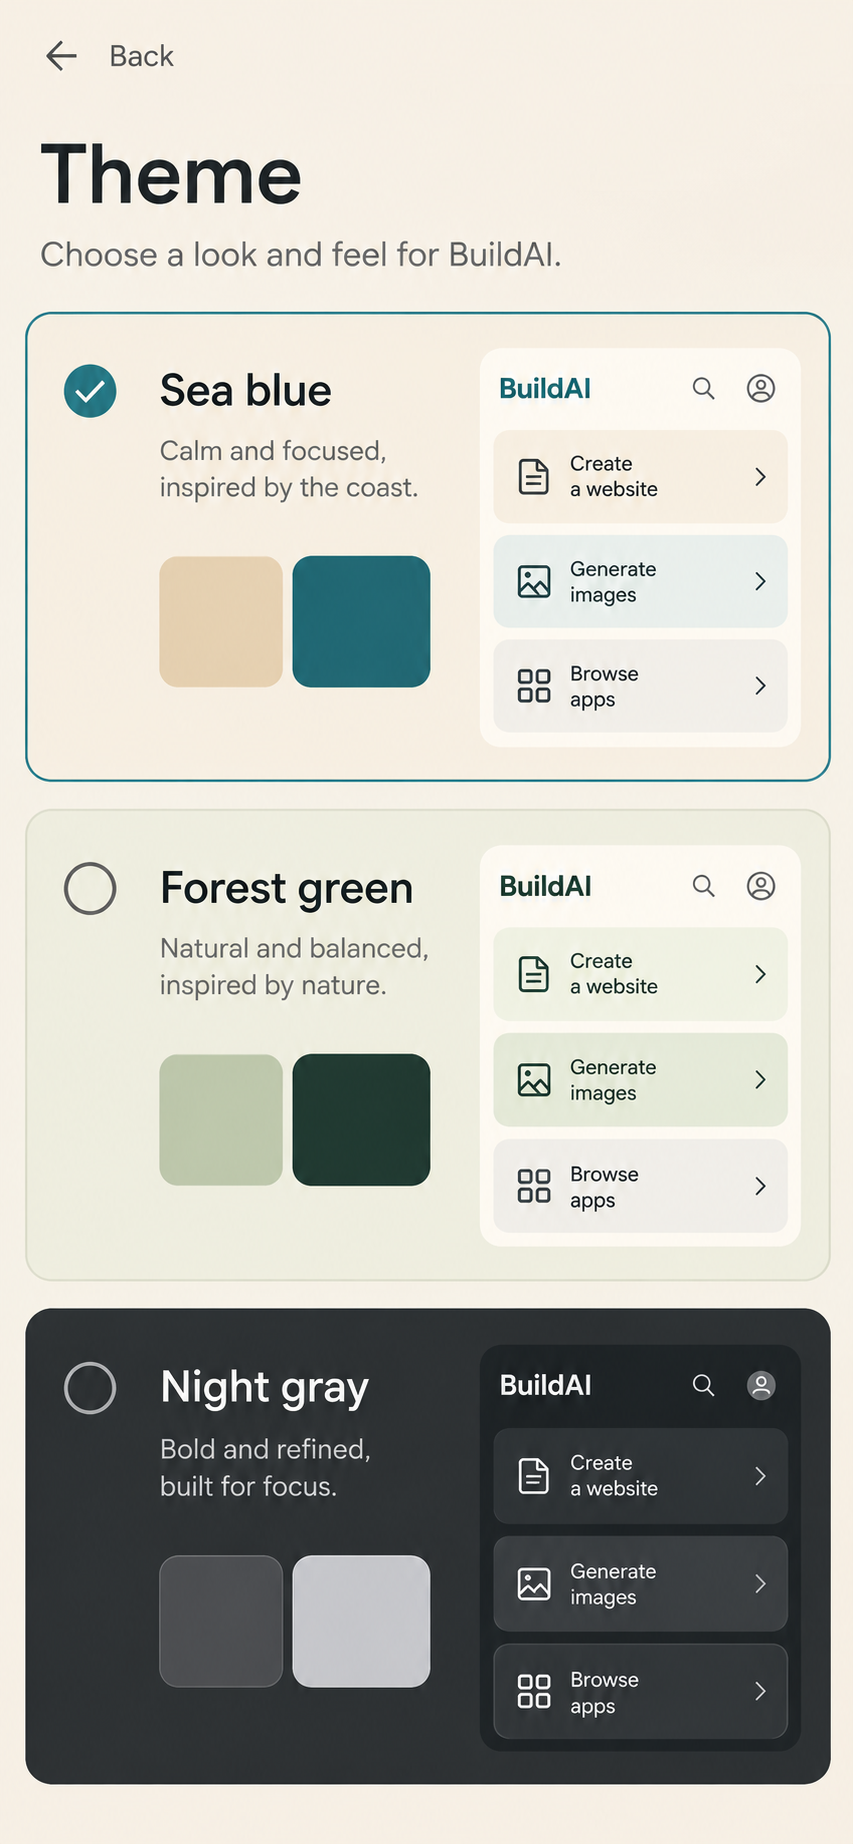 Back
Theme
Choose a look and feel for BuildAI.
Sea blue
Calm and focused,
inspired by the coast.
BuildAI
Create
a website
Generate
images
Browse
apps
Forest green
Natural and balanced,
inspired by nature.
BuildAI
Create
a website
Generate
images
Browse
apps
Night gray
Bold and refined,
built for focus.
BuildAI
Create
a website
Generate
images
Browse
apps